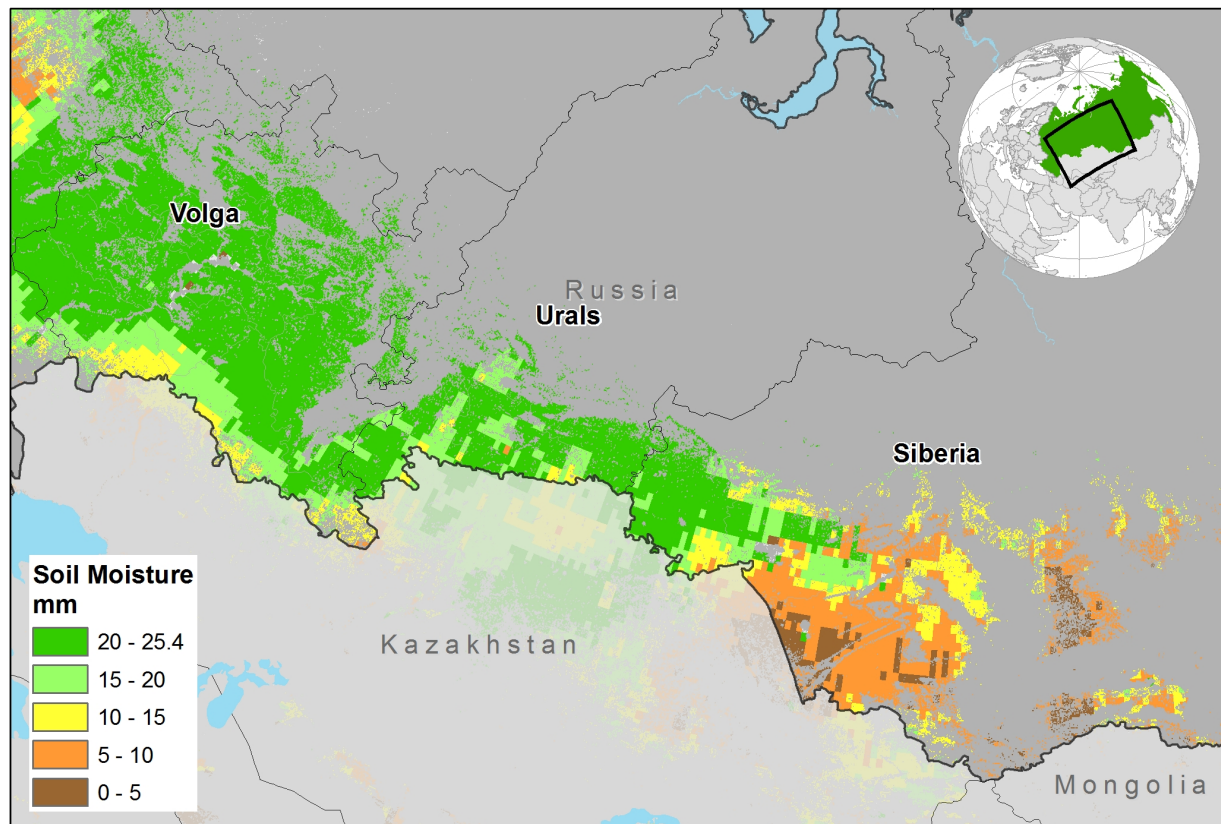 Volga
Russia
Urals
Siberia
Kazakhstan
Mongolia
Soil Moisture
mm
20 - 25.4
15 - 20
10 - 15
5 - 10
0 - 5